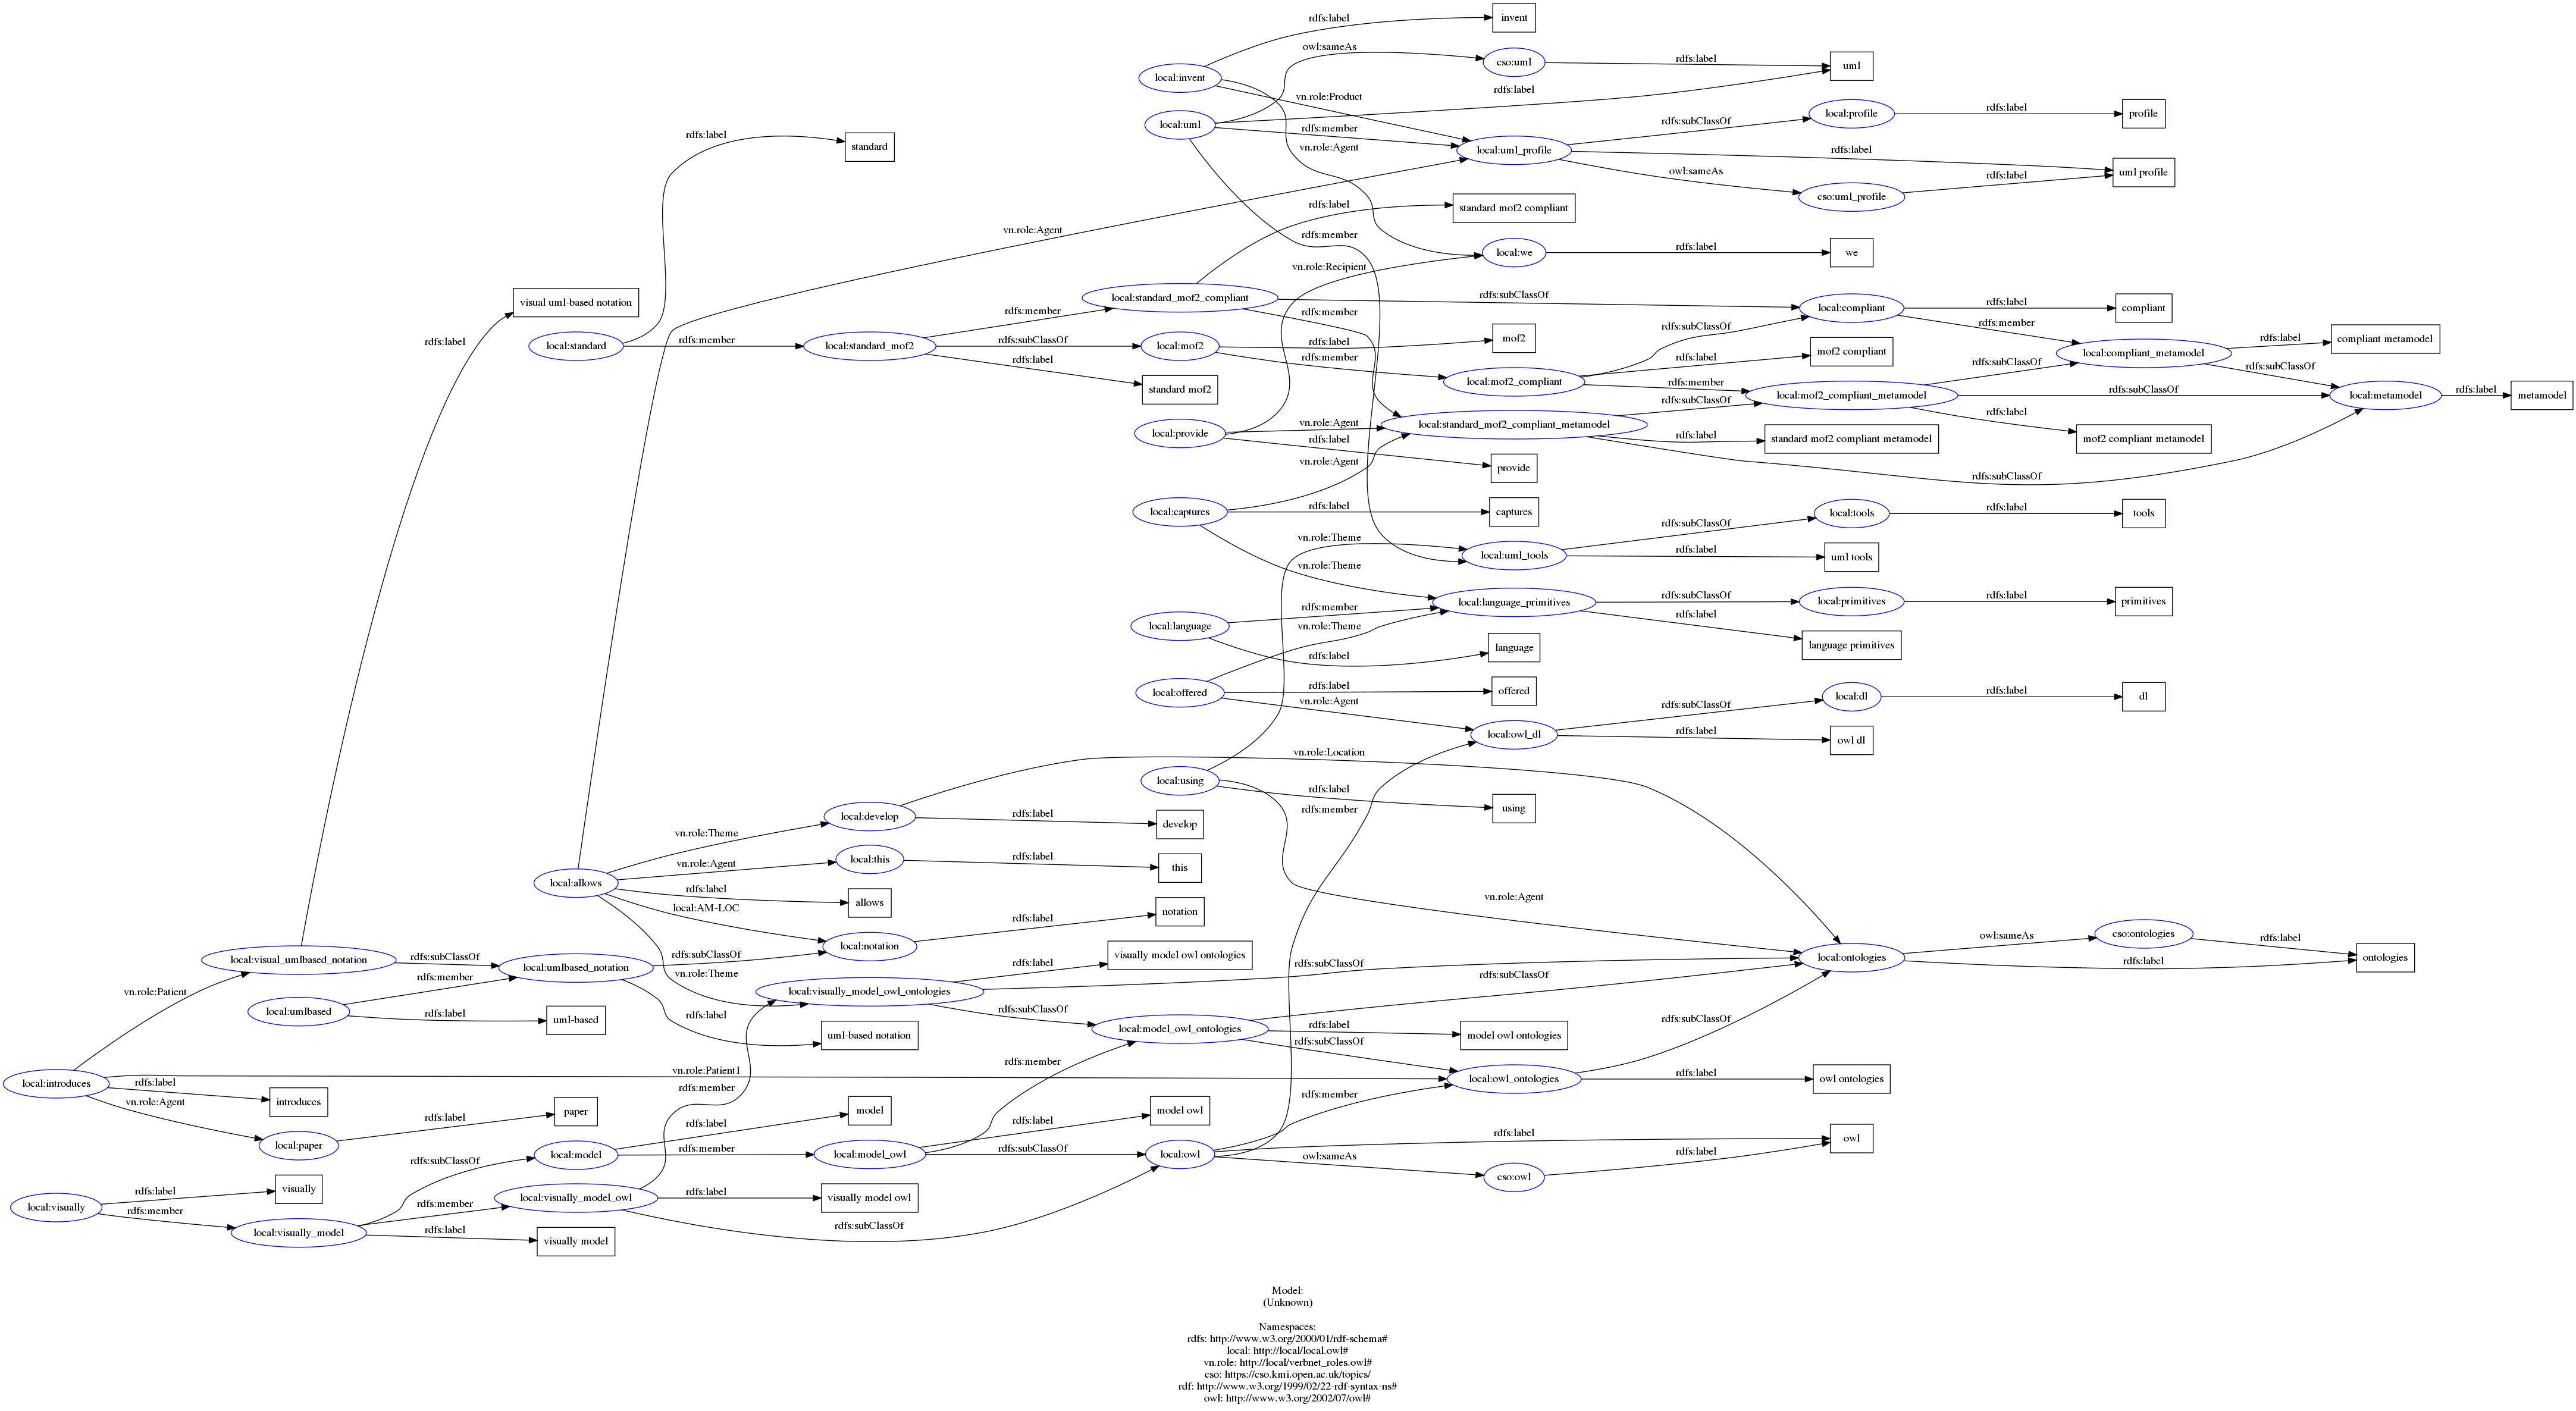 rdfs:label
invent
owl:sameAs
cso:uml
rdfs:label
uml
local:invent
rdfs:label
vn.role:Product
local:profile
rdfs:label
profile
local:uml
rdfs:member
rdfs:subClassOf
rdfs:label
standard
vn.role:Agent
local:uml_profile
rdfs:label
owl:sameAs
rdfs:label
uml profile
cso:uml_profile
rdfs:label
standard mof2 compliant
vn.role:Agent
rdfs:member
local:we
rdfs:label
we
vn.role:Recipient
visual uml-based notation
local:standard_mof2_compliant
rdfs:subClassOf
local:compliant
rdfs:label
compliant
rdfs:member
rdfs:member
rdfs:label
local:standard
rdfs:member
local:standard_mof2
rdfs:subClassOf
local:mof2
rdfs:label
mof2
rdfs:subClassOf
rdfs:member
rdfs:label
compliant metamodel
rdfs:label
standard mof2
rdfs:member
local:mof2_compliant
rdfs:label
mof2 compliant
local:compliant_metamodel
rdfs:subClassOf
rdfs:member
local:mof2_compliant_metamodel
rdfs:subClassOf
rdfs:subClassOf
local:metamodel
rdfs:label
metamodel
rdfs:subClassOf
local:provide
vn.role:Agent
local:standard_mof2_compliant_metamodel
rdfs:label
standard mof2 compliant metamodel
rdfs:label
mof2 compliant metamodel
rdfs:label
provide
vn.role:Agent
rdfs:subClassOf
local:captures
rdfs:label
captures
local:tools
rdfs:label
tools
rdfs:subClassOf
vn.role:Theme
local:uml_tools
rdfs:label
uml tools
vn.role:Theme
local:language_primitives
rdfs:subClassOf
local:primitives
rdfs:label
primitives
local:language
rdfs:member
vn.role:Theme
rdfs:label
language primitives
rdfs:label
language
local:offered
rdfs:label
offered
local:dl
rdfs:label
dl
vn.role:Agent
rdfs:subClassOf
local:owl_dl
rdfs:label
owl dl
vn.role:Location
local:using
rdfs:label
using
rdfs:member
local:develop
rdfs:label
develop
vn.role:Theme
local:this
rdfs:label
this
vn.role:Agent
local:allows
rdfs:label
allows
vn.role:Agent
local:AM-LOC
notation
rdfs:label
local:notation
cso:ontologies
owl:sameAs
rdfs:label
local:visual_umlbased_notation
rdfs:subClassOf
local:umlbased_notation
rdfs:subClassOf
visually model owl ontologies
rdfs:label
local:ontologies
rdfs:label
ontologies
rdfs:member
vn.role:Theme
rdfs:subClassOf
rdfs:subClassOf
vn.role:Patient
local:visually_model_owl_ontologies
local:umlbased
rdfs:label
uml-based
rdfs:label
rdfs:subClassOf
uml-based notation
local:model_owl_ontologies
rdfs:label
model owl ontologies
rdfs:subClassOf
rdfs:subClassOf
rdfs:member
local:introduces
vn.role:Patient1
local:owl_ontologies
rdfs:label
owl ontologies
rdfs:label
introduces
rdfs:member
rdfs:member
vn.role:Agent
paper
rdfs:label
local:paper
model
rdfs:label
model owl
rdfs:label
local:model
rdfs:member
local:model_owl
rdfs:subClassOf
local:owl
rdfs:label
owl
rdfs:subClassOf
owl:sameAs
cso:owl
rdfs:label
local:visually
rdfs:label
visually
rdfs:member
local:visually_model
rdfs:member
local:visually_model_owl
rdfs:label
visually model owl
rdfs:subClassOf
rdfs:label
visually model
Model:
(Unknown)
Namespaces:
rdfs: http://www.w3.org/2000/01/rdf-schema#
local: http://local/local.owl#
vn.role: http://local/verbnet_roles.owl#
cso: https://cso.kmi.open.ac.uk/topics/
rdf: http://www.w3.org/1999/02/22-rdf-syntax-ns#
owl: http://www.w3.org/2002/07/owl#